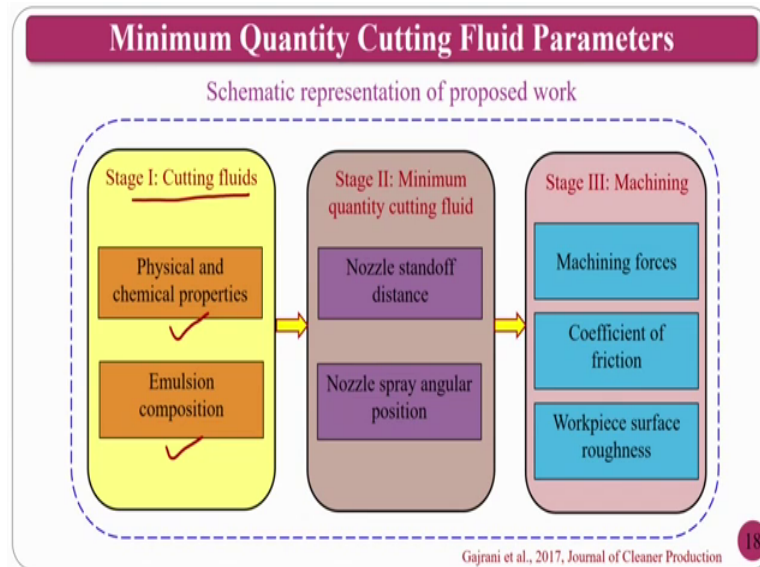 Minimum Quantity Cutting Fluid Parameters
Schematic representation of proposed work
Stage I: Cutting fluids
Physical and
chemical properties
Emulsion
composition
Stage II: Minimum
quantity cutting fluid
Nozzle standoff
distance
Nozzle spray angular
position
Stage III: Machining
Machining forces
Coefficient of
friction
Workpiece surface
roughness
Gajrani et al., 2017, Journal of Cleaner Production
18